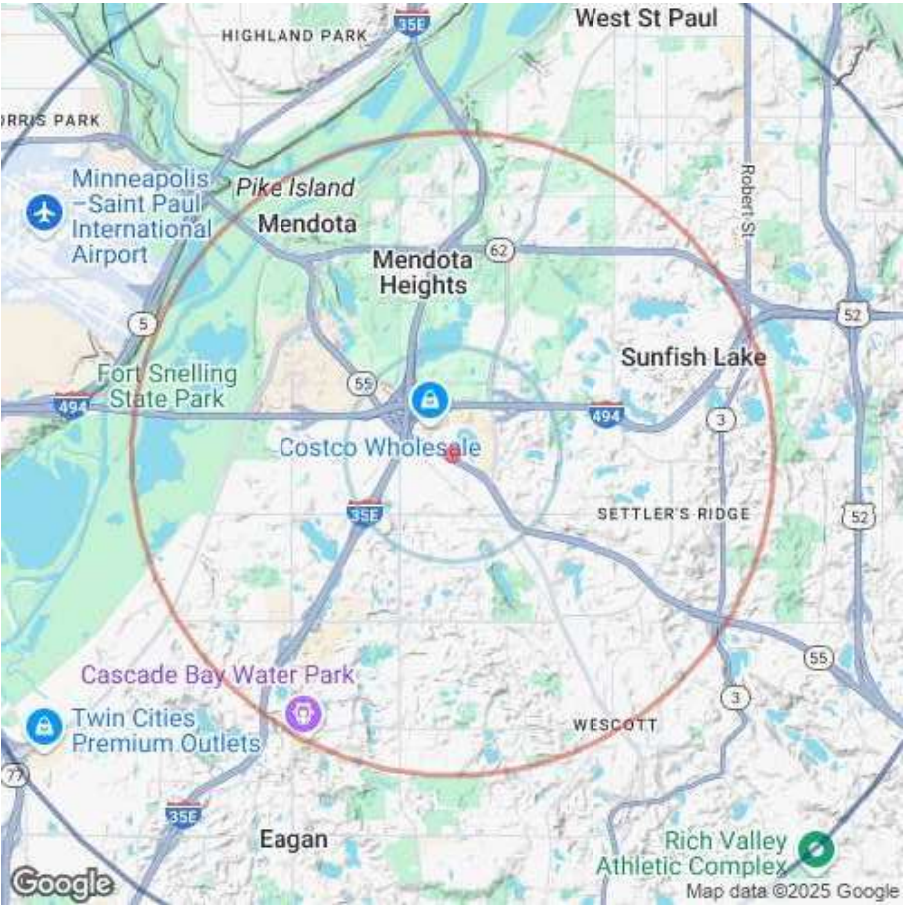 35E
West St Paul
HIGHLAND PARK
ORRIS PARK
Minneapolis
–Saint Paul
International
Airport
Pike Island
Mendota
Robert St.
62
Mendota
Heights
5
52
Sunfish Lake
Fort Snelling
State Park
55
494
494
3
Costco Wholesale
35E
SETTLER'S RIDGE
52
55
Cascade Bay Water Park
3
Twin Cities
Premium Outlets
WESCOTT
77
35E
Eagan
Rich Valley
Athletic Complex
Google
Map data ©2025 Google